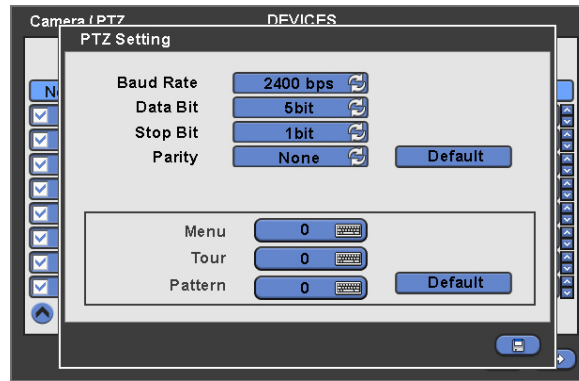 Camera / PTZ DEVICES
PTZ Setting
Baud Rate 2400 bps
Data Bit 5bit
Stop Bit 1bit
Parity None Default
Menu 0
Tour 0
Pattern 0 Default